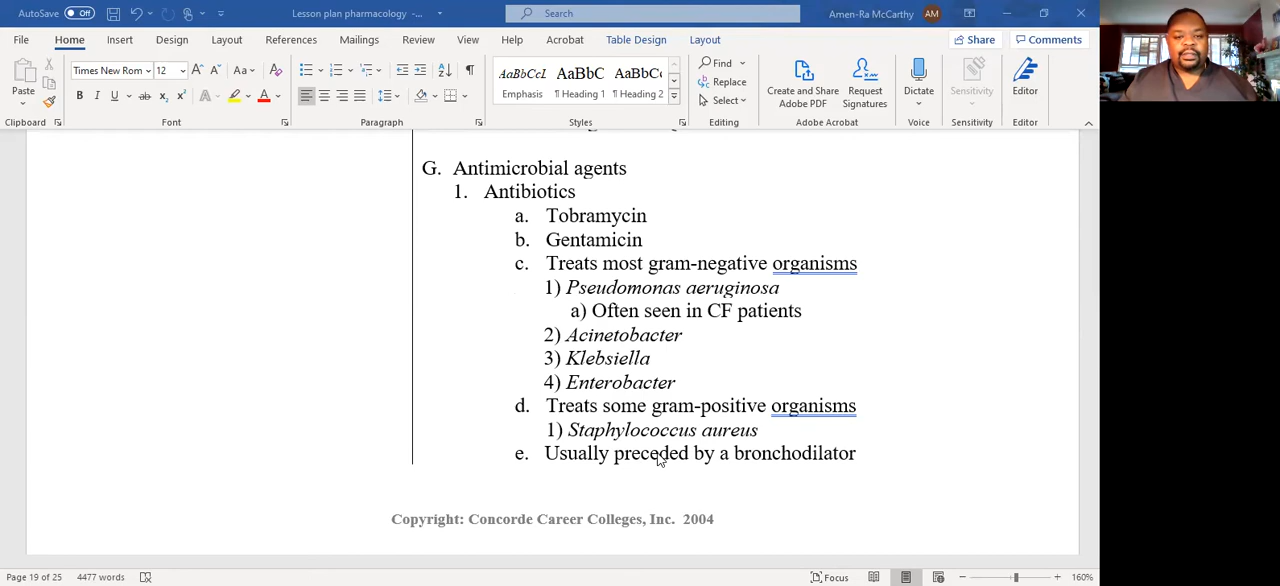 AutoSave Off Lesson plan pharmacology -... Search Amen-Ra McCarthy AM
File Home Insert Design Layout References Mailings Review View Help Acrobat Table Design Layout Share Comments
Times New Rom 12 Aa Find AaBbCcI AaBbC AaBbCc Replace
Paste B I U ab x₂ x² A A Emphasis ¶ Heading 1 ¶ Heading 2 Select Create and Share Adobe PDF Request Signatures Dictate Sensitivity Editor
Clipboard Font Paragraph Styles Editing Adobe Acrobat Voice Sensitivity Editor
G. Antimicrobial agents
1. Antibiotics
a. Tobramycin
b. Gentamicin
c. Treats most gram-negative organisms
1) Pseudomonas aeruginosa
a) Often seen in CF patients
2) Acinetobacter
3) Klebsiella
4) Enterobacter
d. Treats some gram-positive organisms
1) Staphylococcus aureus
e. Usually preceded by a bronchodilator
Copyright: Concorde Career Colleges, Inc. 2004
Page 19 of 25 4477 words Focus 160%